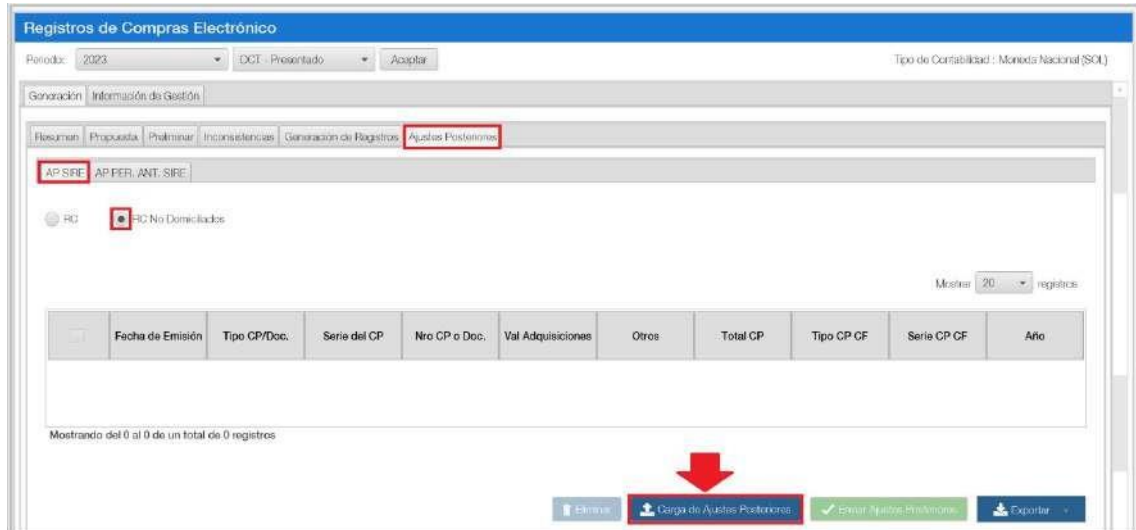 Registros de Compras Electrónico
Periodo: 2023 OCT - Presentado Aceptar Tipo de Contabilidad : Moneda Nacional (SOL)
Generación Información de Gestión
Resumen Propuesta Preliminar Inconsistencias Generación de Registros Ajustes Posteriores
AP SIRE AP PER. ANT. SIRE
RC RC No Domiciliados
Mostrar 20 registros
Fecha de Emisión Tipo CP/Doc. Serie del CP Nro CP o Doc. Val Adquisiciones Otros Total CP Tipo CP CF Serie CP CF Año
Mostrando del 0 al 0 de un total de 0 registros
Eliminar Carga de Ajustes Posteriores Enviar Ajustes Posteriores Exportar